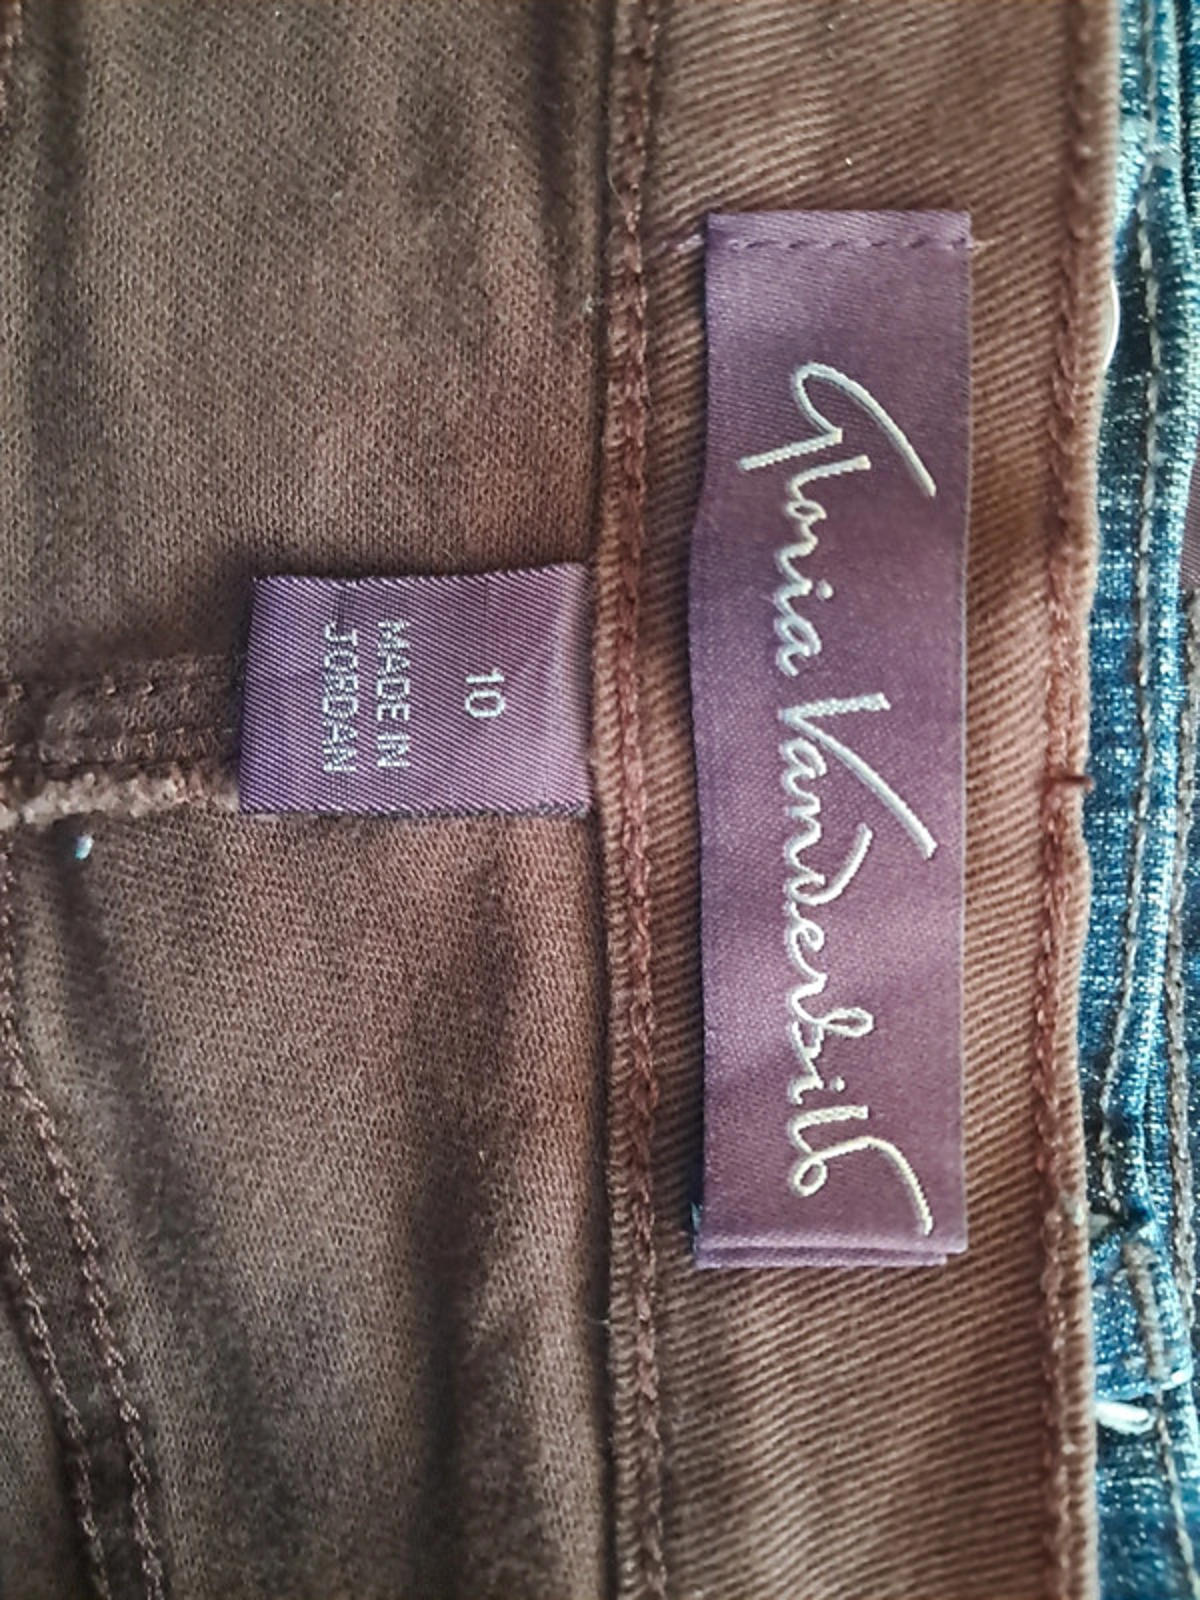 Gloria Vanderbilt
10
MADE IN
JORDAN